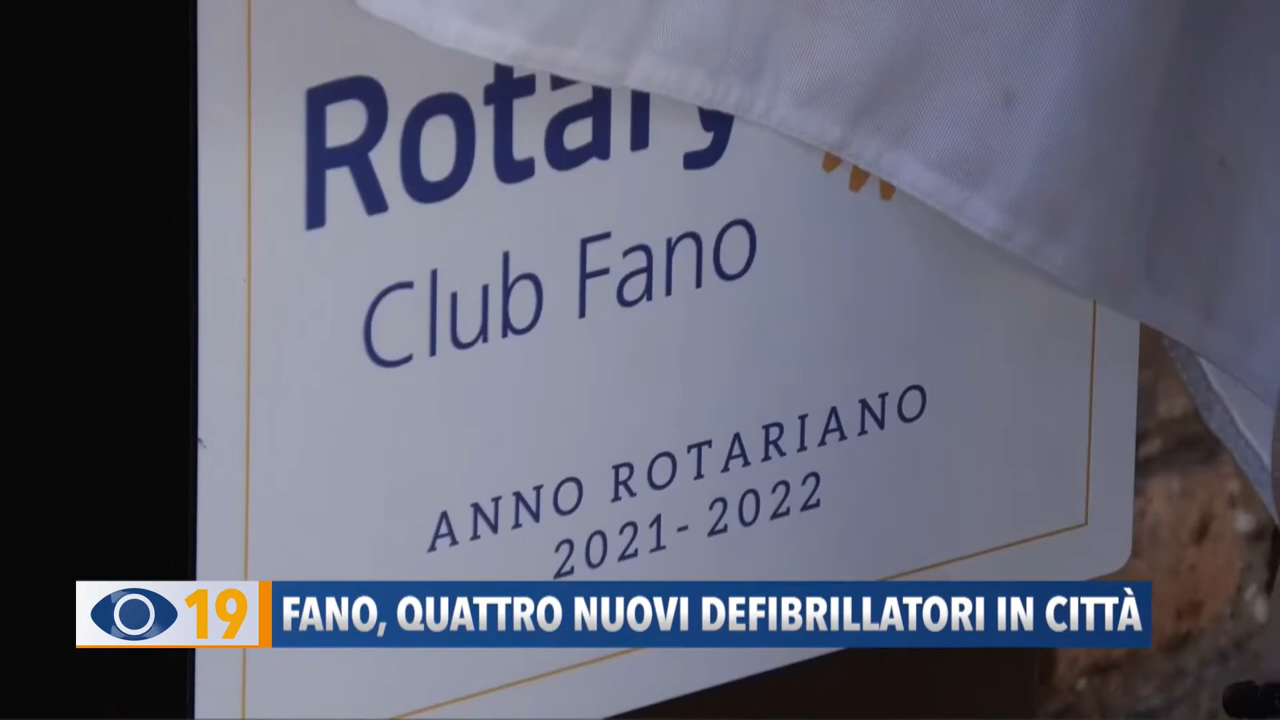 Rotary
Club Fano
ANNO ROTARIANO
2021-2022
19 FANO, QUATTRO NUOVI DEFIBRILLATORI IN CITTÀ